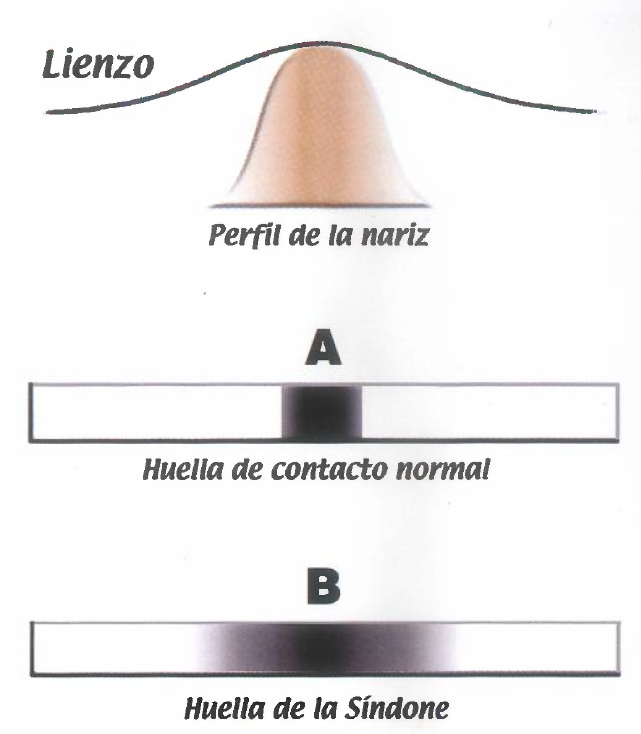 Lienzo
Perfil de la nariz
A
Huella de contacto normal
B
Huella de la Síndone